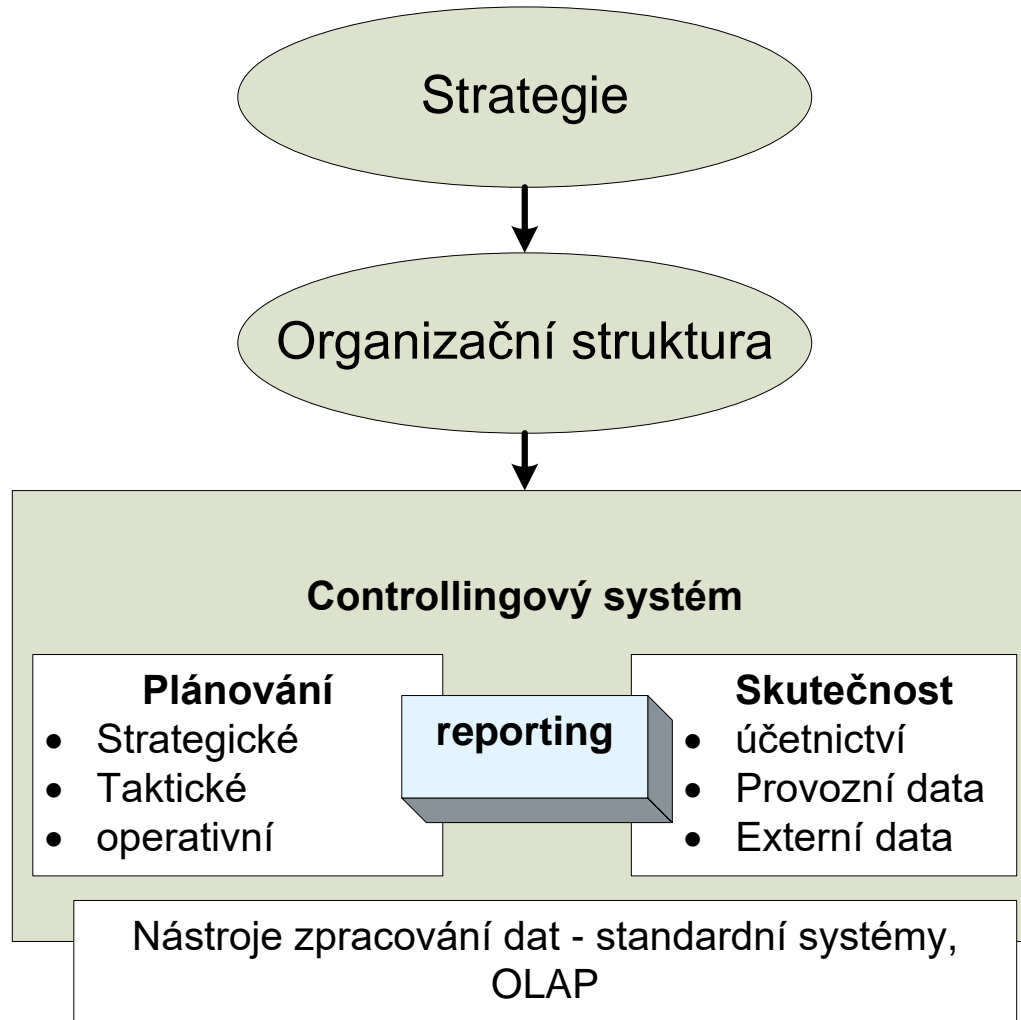 Strategie
Organizační struktura
Controllingový systém
Plánování
• Strategické
• Taktické
• operativní
reporting
Skutečnost
• účetnictví
• Provozní data
• Externí data
Nástroje zpracování dat - standardní systémy,
OLAP